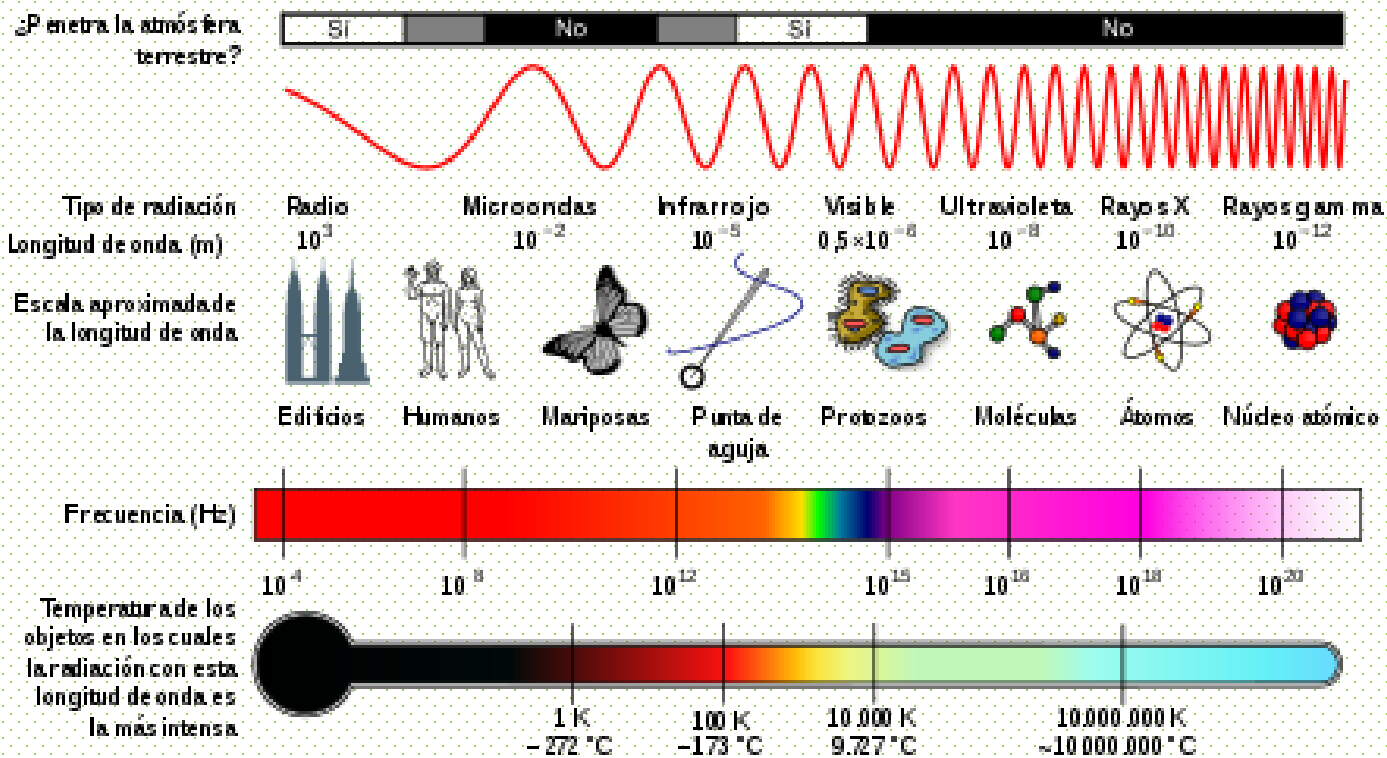 ¿Penetra la atmósfera
terrestre?
Sí No Sí No
Tipo de radiación Radio Microondas Infrarrojo Visible Ultravioleta Rayos X Rayos gamma
Longitud de onda (m) 10³ 10⁻² 10⁻⁵ 0,5×10⁻⁶ 10⁻⁸ 10⁻¹⁰ 10⁻¹²
Escala aproximada de
la longitud de onda
Edificios Humanos Mariposas Punta de
aguja Protozoos Moléculas Átomos Núcleo atómico
Frecuencia (Hz)
10⁻⁴ 10⁻⁸ 10¹² 10¹⁵ 10¹⁶ 10¹⁸ 10²⁰
Temperatura de los
objetos en los cuales
la radiación con esta
longitud de onda es
la más intensa
1 K 100 K 10.000 K 10.000.000 K
−272 °C −173 °C 9.727 °C ~10.000.000 °C